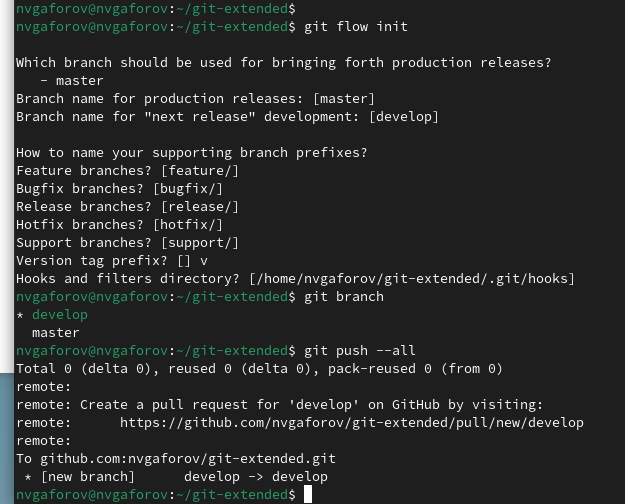 nvgaforov@nvgaforov:~/git-extended$
nvgaforov@nvgaforov:~/git-extended$ git flow init

Which branch should be used for bringing forth production releases?
   - master
Branch name for production releases: [master]
Branch name for "next release" development: [develop]

How to name your supporting branch prefixes?
Feature branches? [feature/]
Bugfix branches? [bugfix/]
Release branches? [release/]
Hotfix branches? [hotfix/]
Support branches? [support/]
Version tag prefix? [] v
Hooks and filters directory? [/home/nvgaforov/git-extended/.git/hooks]
nvgaforov@nvgaforov:~/git-extended$ git branch
* develop
  master
nvgaforov@nvgaforov:~/git-extended$ git push --all
Total 0 (delta 0), reused 0 (delta 0), pack-reused 0 (from 0)
remote:
remote: Create a pull request for 'develop' on GitHub by visiting:
remote:      https://github.com/nvgaforov/git-extended/pull/new/develop
remote:
To github.com:nvgaforov/git-extended.git
 * [new branch]      develop -> develop
nvgaforov@nvgaforov:~/git-extended$